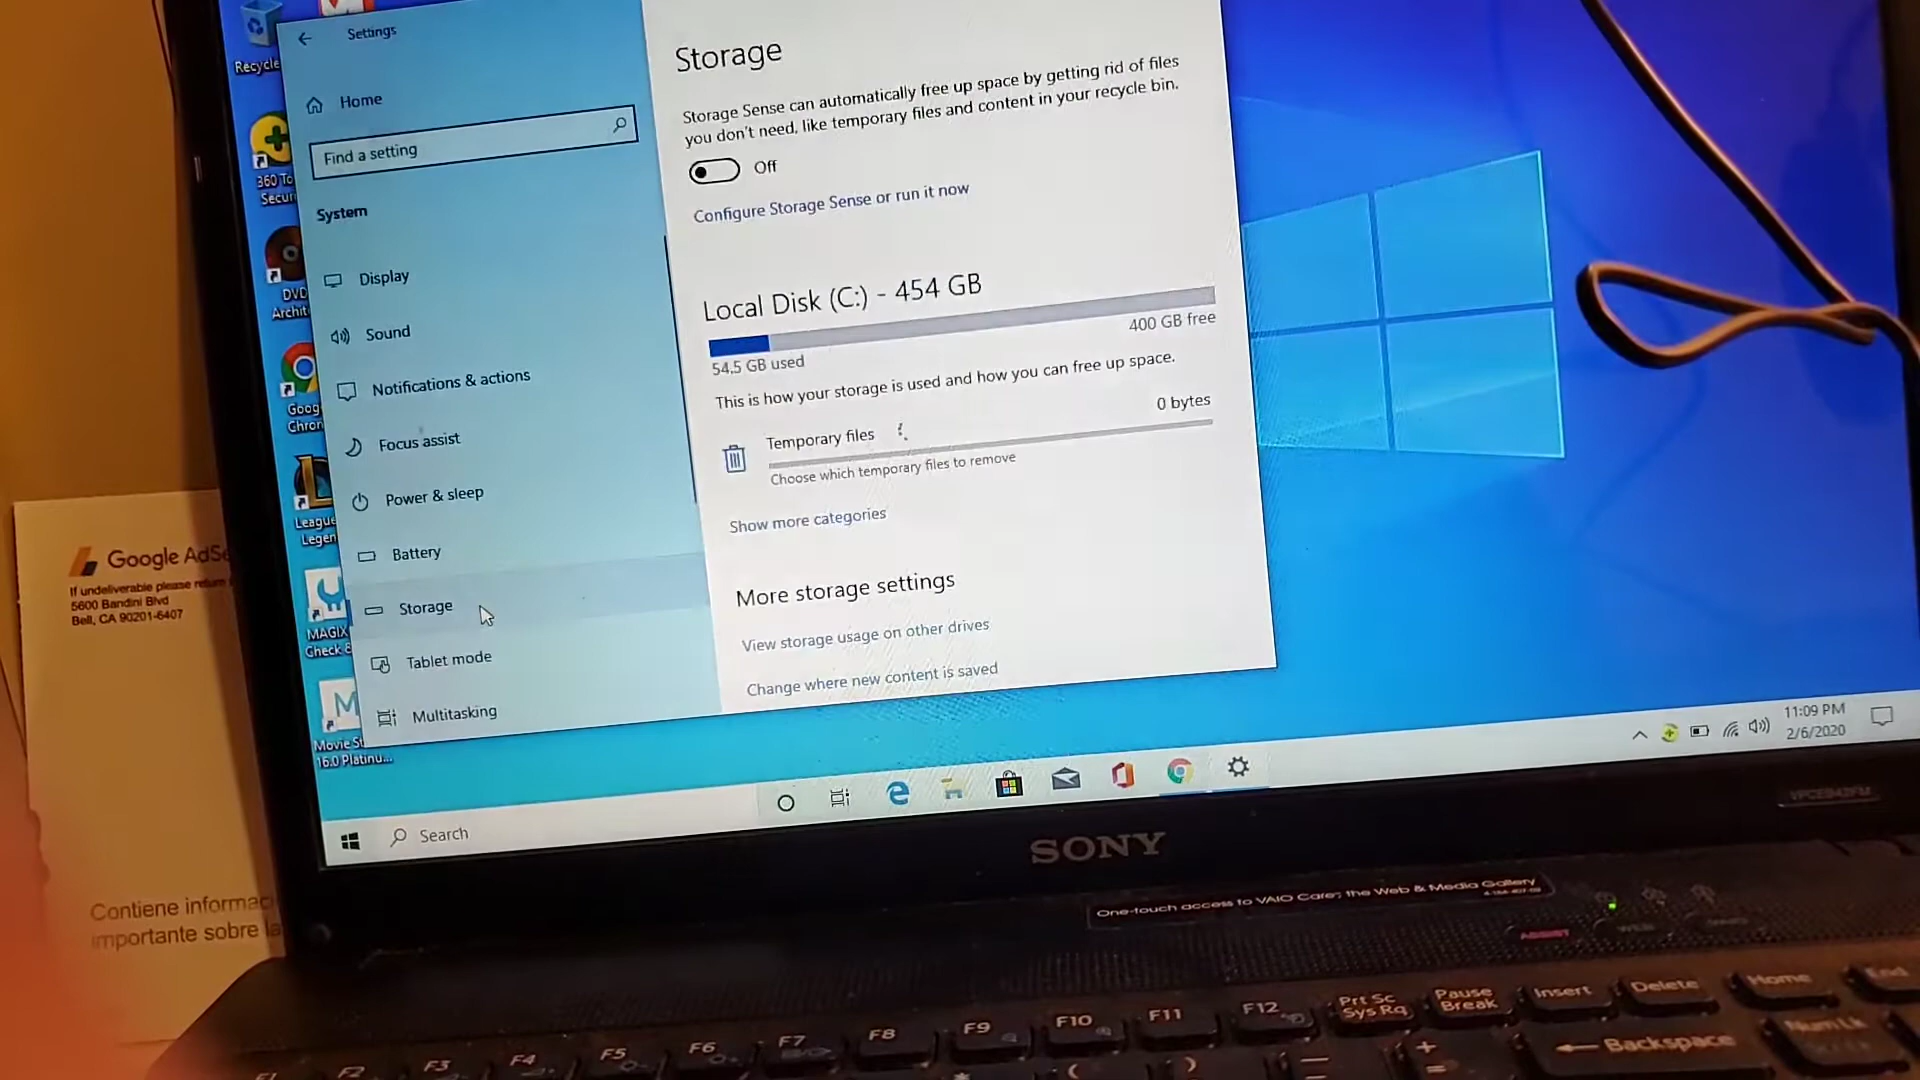 Settings
Home
Find a setting
System
Display
Sound
Notifications & actions
Focus assist
Power & sleep
Battery
Storage
Tablet mode
Multitasking
Storage
Storage Sense can automatically free up space by getting rid of files
you don't need, like temporary files and content in your recycle bin.
Off
Configure Storage Sense or run it now
Local Disk (C:) - 454 GB
54.5 GB used
400 GB free
This is how your storage is used and how you can free up space.
Temporary files
0 bytes
Choose which temporary files to remove
Show more categories
More storage settings
View storage usage on other drives
Change where new content is saved
Recycle
360 To
Secur
DVD
Archit
Goog
Chrom
League
Legen
MAGIX
Check &
Movie St
16.0 Platinu...
Search
11:09 PM
2/6/2020
Google AdSe
If undeliverable please return
5600 Bandini Blvd
Bell, CA 90201-6407
Contiene informac
importante sobre la
SONY
One-touch access to VAIO Care, the Web & Media Gallery
ASSIST
WEB
F1
F2
F3
F4
F5
F6
F7
F8
F9
F10
F11
F12
Prt Sc
Sys Rq
Pause
Break
Insert
Delete
Home
End
Backspace
Num Lk